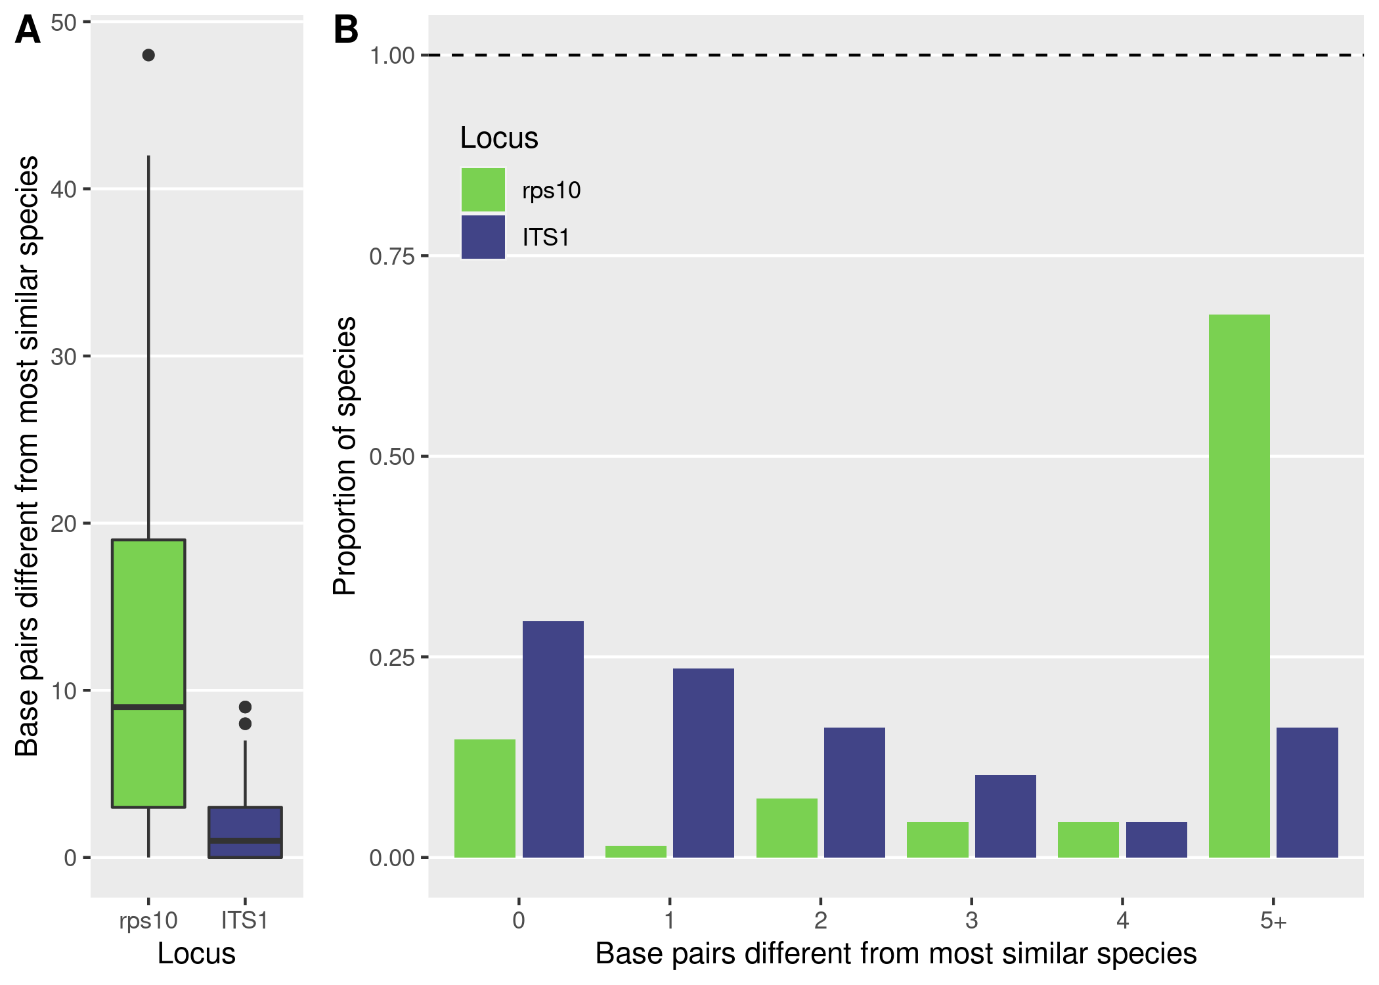 A
Base pairs different from most similar species
50
40
30
20
10
0
rps10 ITS1
Locus
B
Proportion of species
1.00
0.75
0.50
0.25
0.00
Locus
rps10
ITS1
0 1 2 3 4 5+
Base pairs different from most similar species